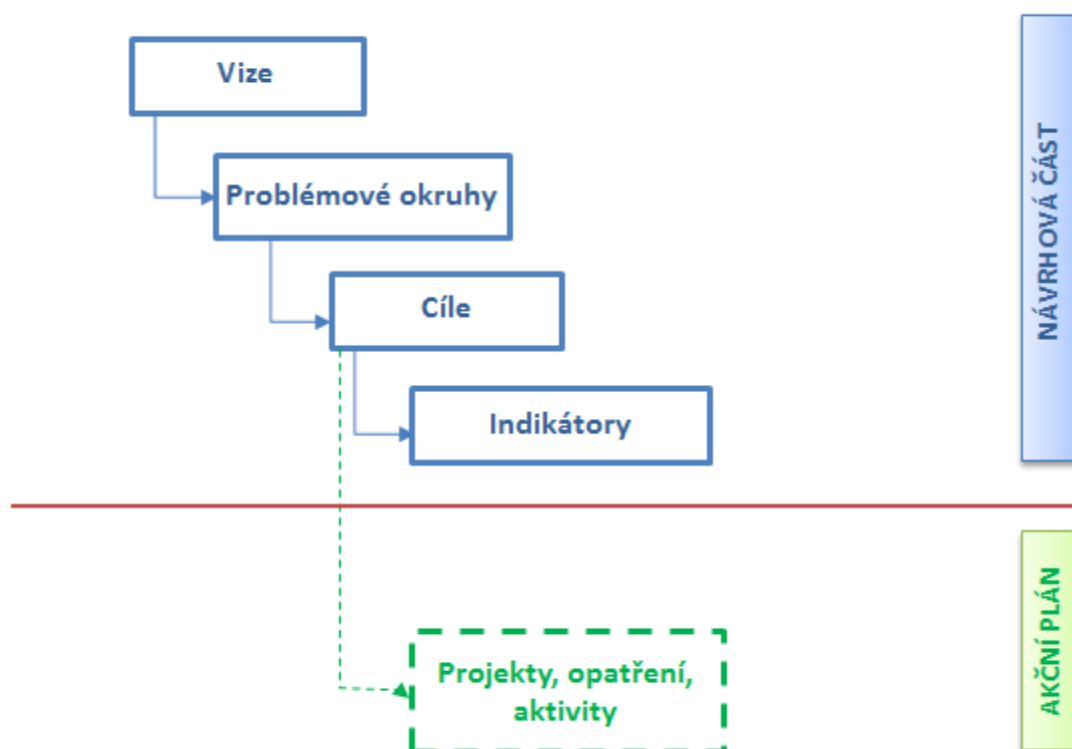 Vize
Problémové okruhy
Cíle
Indikátory
NÁVRHOVÁ ČÁST
Projekty, opatření,
aktivity
AKČNÍ PLÁN